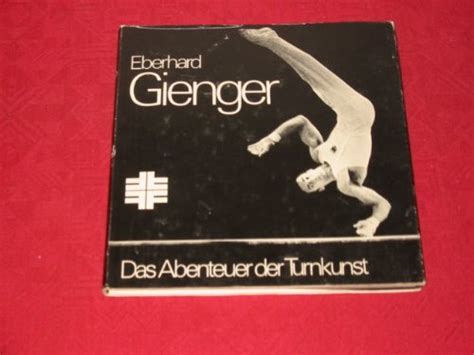 Eberhard
Gienger
Das Abenteuer der Turnkunst